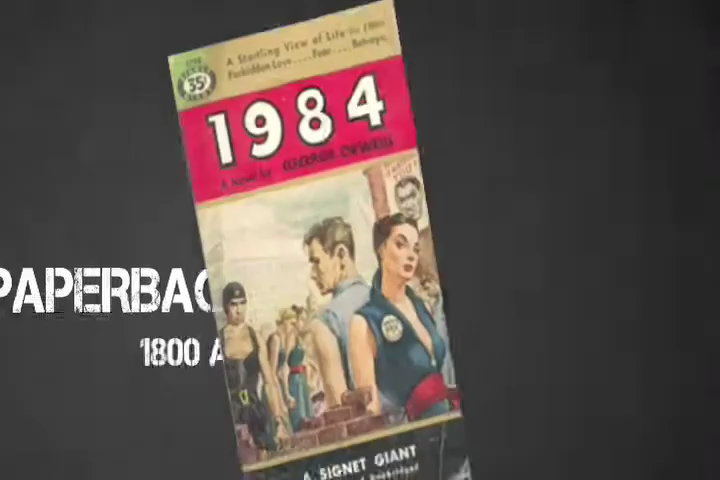 A Startling View of Life in 1984
Forbidden Love .... Fear .... Betrayal
35¢
1984
A Novel by GEORGE ORWELL
PAPERBAC
1800 A
A SIGNET GIANT